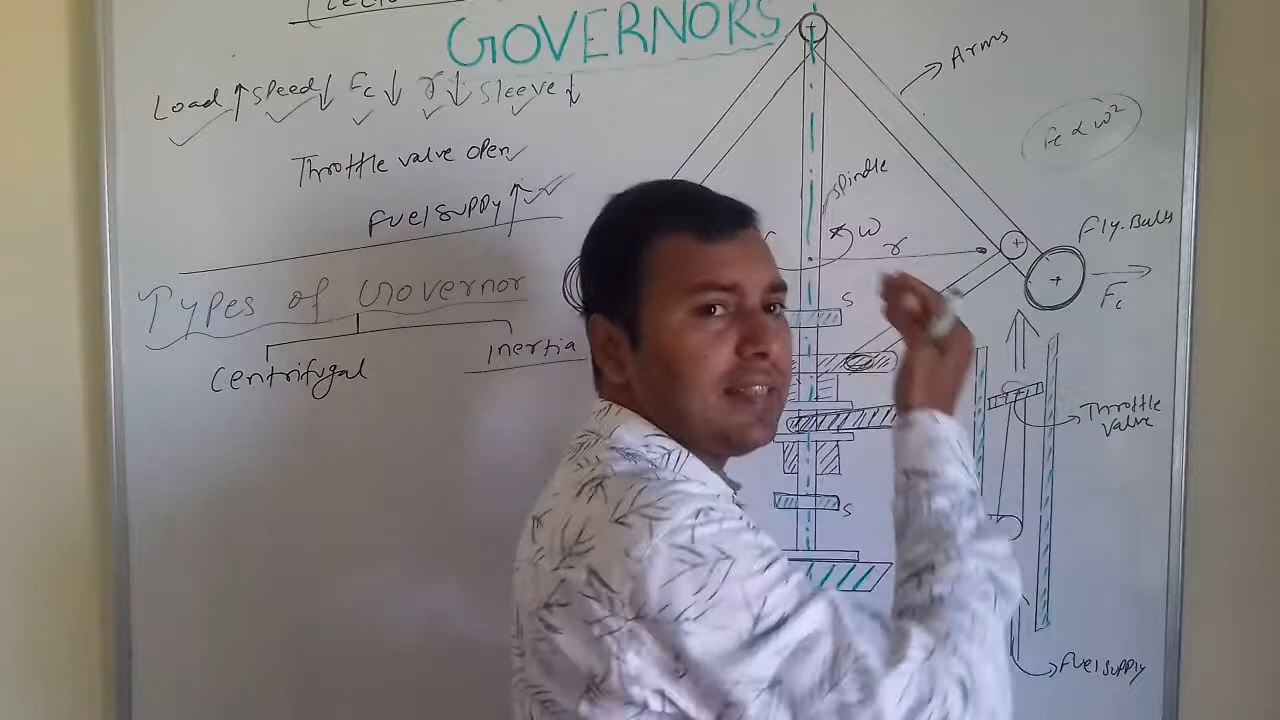 GOVERNORS
Load ↑ Speed ↓ Fc ↓ r ↓ Sleeve ↓
Throttle valve open
Fuel supply ↑
Types of Governor
Centrifugal
Inertia
Arms
Fc ∝ ω²
Spindle
ω
r
Fly-Balls
Fc
S
Throttle
valve
S
Fuel supply